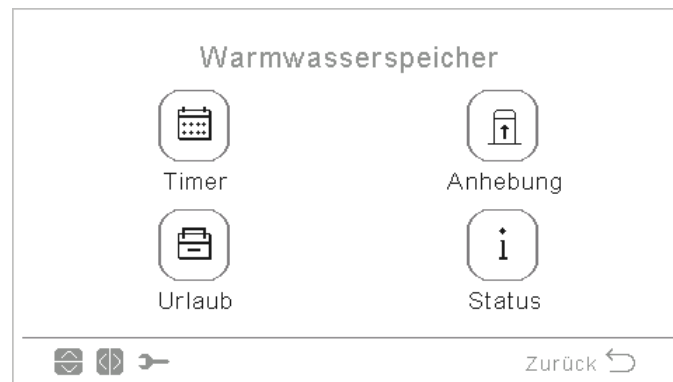 Warmwasserspeicher
Timer
Anhebung
Urlaub
Status
Zurück